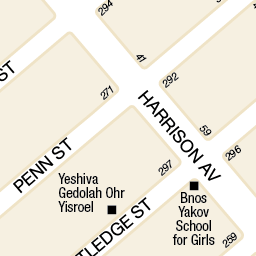 294
ST
41
292
271
HARRISON AV
59
PENN ST
296
297
Yeshiva
Gedolah Ohr
Yisroel
Bnos
Yakov
School
for Girls
TLEDGE ST
259